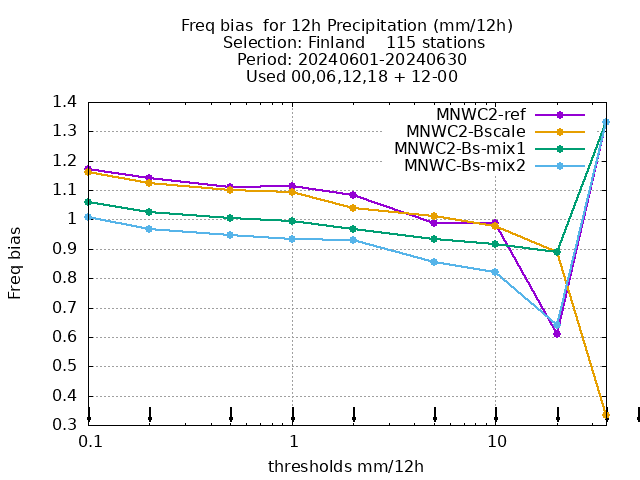 Freq bias  for 12h Precipitation (mm/12h)
Selection: Finland    115 stations
Period: 20240601-20240630
Used 00,06,12,18 + 12-00
MNWC2-ref
MNWC2-Bscale
MNWC2-Bs-mix1
MNWC-Bs-mix2
Freq bias
1.4
1.3
1.2
1.1
1
0.9
0.8
0.7
0.6
0.5
0.4
0.3
0.1 1 10
thresholds mm/12h